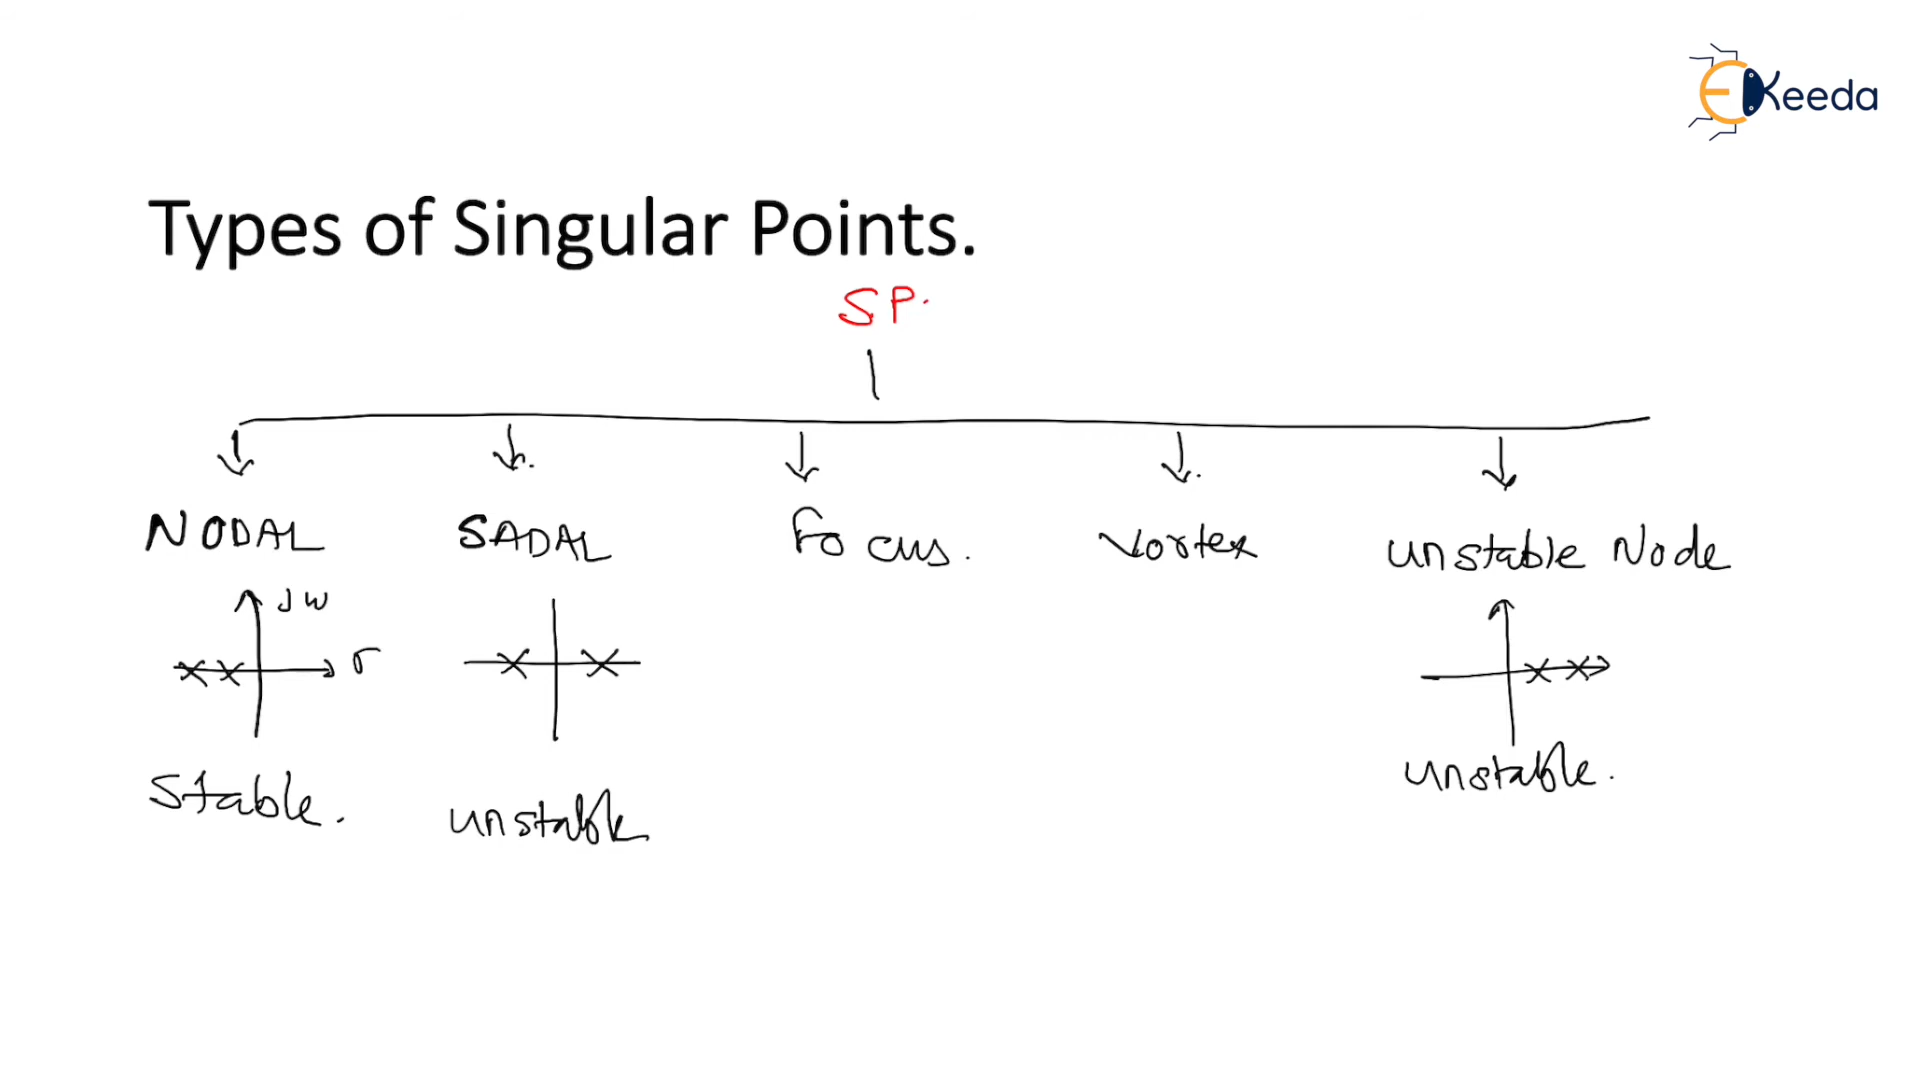 EKeeda
Types of Singular Points.
SP.
NODAL SADAL Focus. Vortex unstable Node
jw
σ
Stable. unstable unstable.